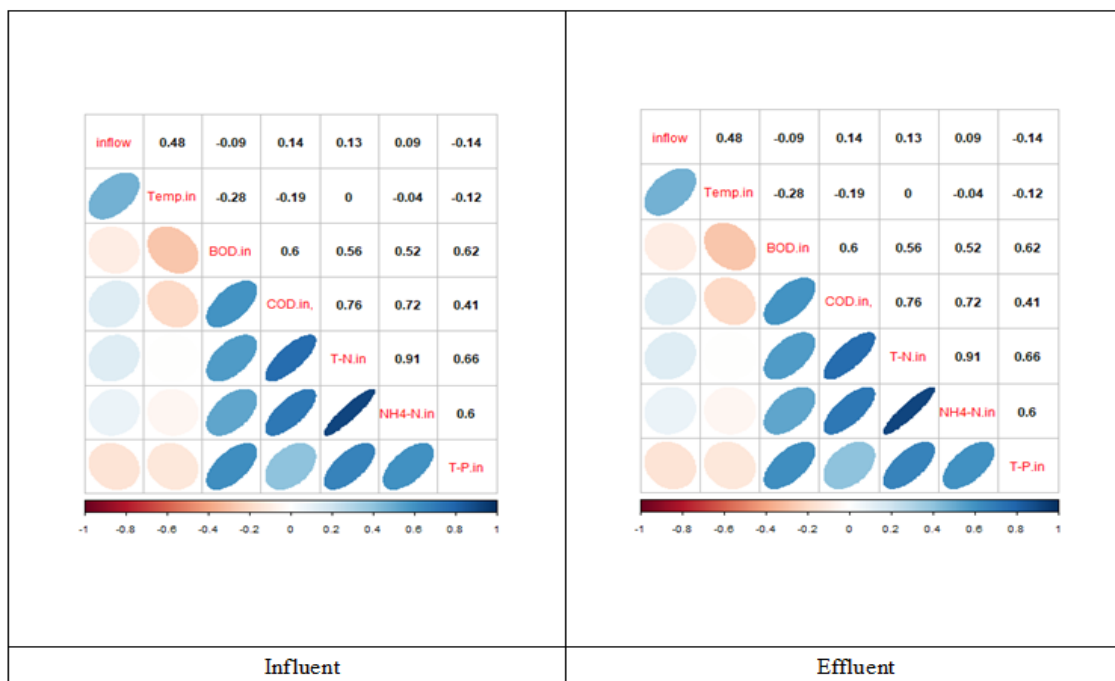 inflow 0.48 -0.09 0.14 0.13 0.09 -0.14
Temp.in -0.28 -0.19 0 -0.04 -0.12
BOD.in 0.6 0.56 0.52 0.62
COD.in, 0.76 0.72 0.41
T-N.in 0.91 0.66
NH4-N.in 0.6
T-P.in
-1 -0.8 -0.6 -0.4 -0.2 0 0.2 0.4 0.6 0.8 1
Influent
inflow 0.48 -0.09 0.14 0.13 0.09 -0.14
Temp.in -0.28 -0.19 0 -0.04 -0.12
BOD.in 0.6 0.56 0.52 0.62
COD.in, 0.76 0.72 0.41
T-N.in 0.91 0.66
NH4-N.in 0.6
T-P.in
-1 -0.8 -0.6 -0.4 -0.2 0 0.2 0.4 0.6 0.8 1
Effluent